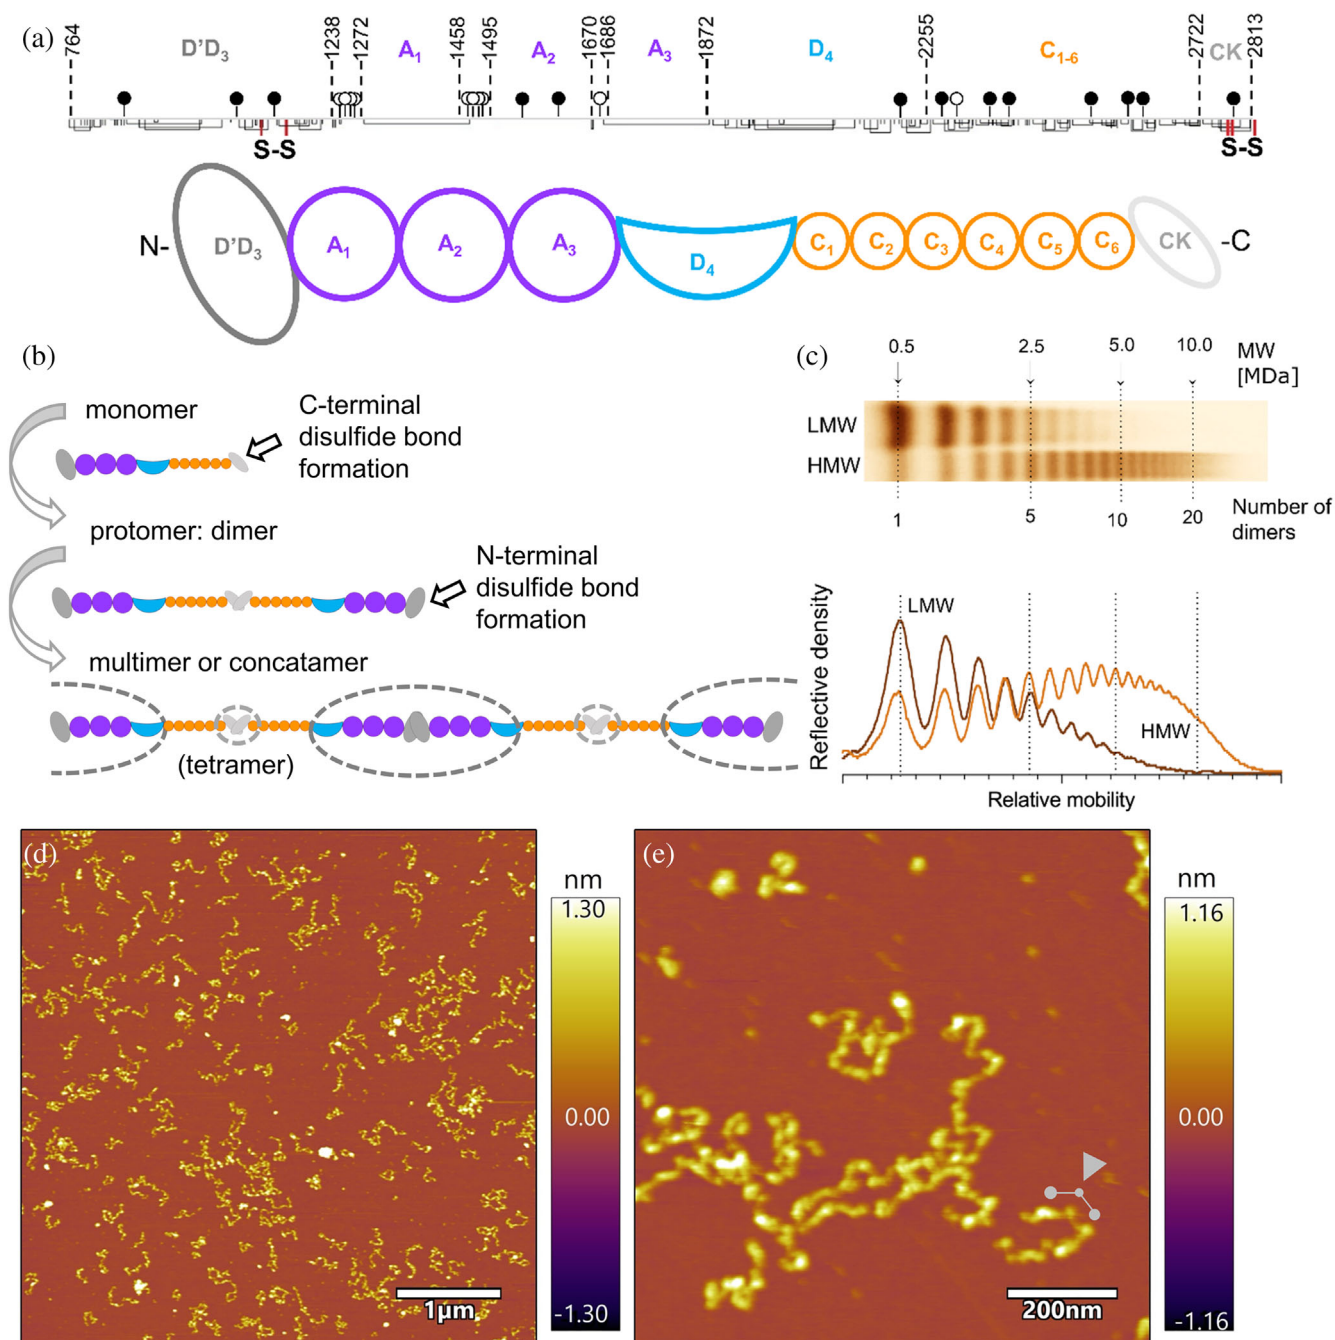 (a)
764
D'D3
1238
1272
A1
1458
1495
A2
1670
1686
A3
1872
D4
2255
C1-6
2722
CK
2813
S-S
S-S
N-
D'D3
A1
A2
A3
D4
C1
C2
C3
C4
C5
C6
CK
-C
(b)
monomer
C-terminal
disulfide bond
formation
protomer: dimer
N-terminal
disulfide bond
formation
multimer or concatamer
(tetramer)
(c)
0.5
2.5
5.0
10.0
MW
[MDa]
LMW
HMW
1
5
10
20
Number of
dimers
Reflective density
LMW
HMW
Relative mobility
(d)
1µm
nm
1.30
0.00
-1.30
(e)
200nm
nm
1.16
0.00
-1.16